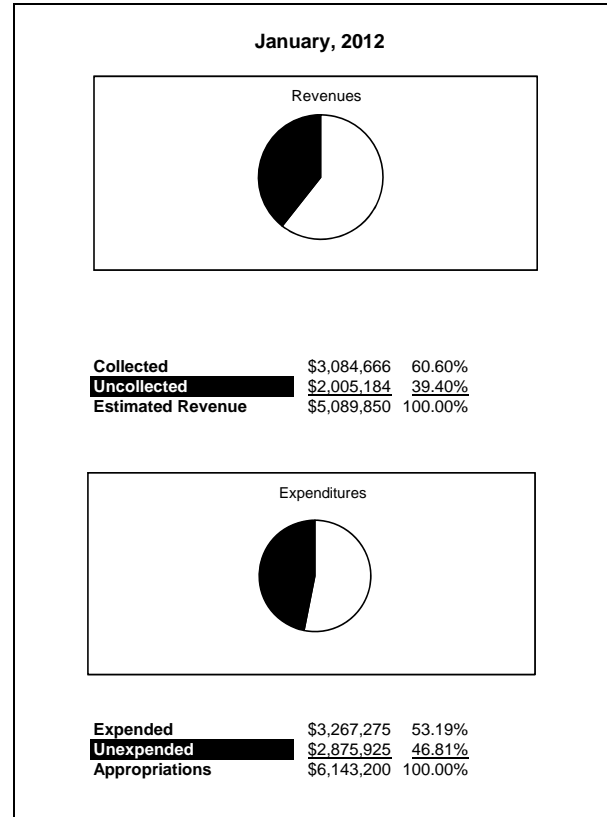 January, 2012
Revenues
Collected $3,084,666 60.60%
Uncollected $2,005,184 39.40%
Estimated Revenue $5,089,850 100.00%
Expenditures
Expended $3,267,275 53.19%
Unexpended $2,875,925 46.81%
Appropriations $6,143,200 100.00%